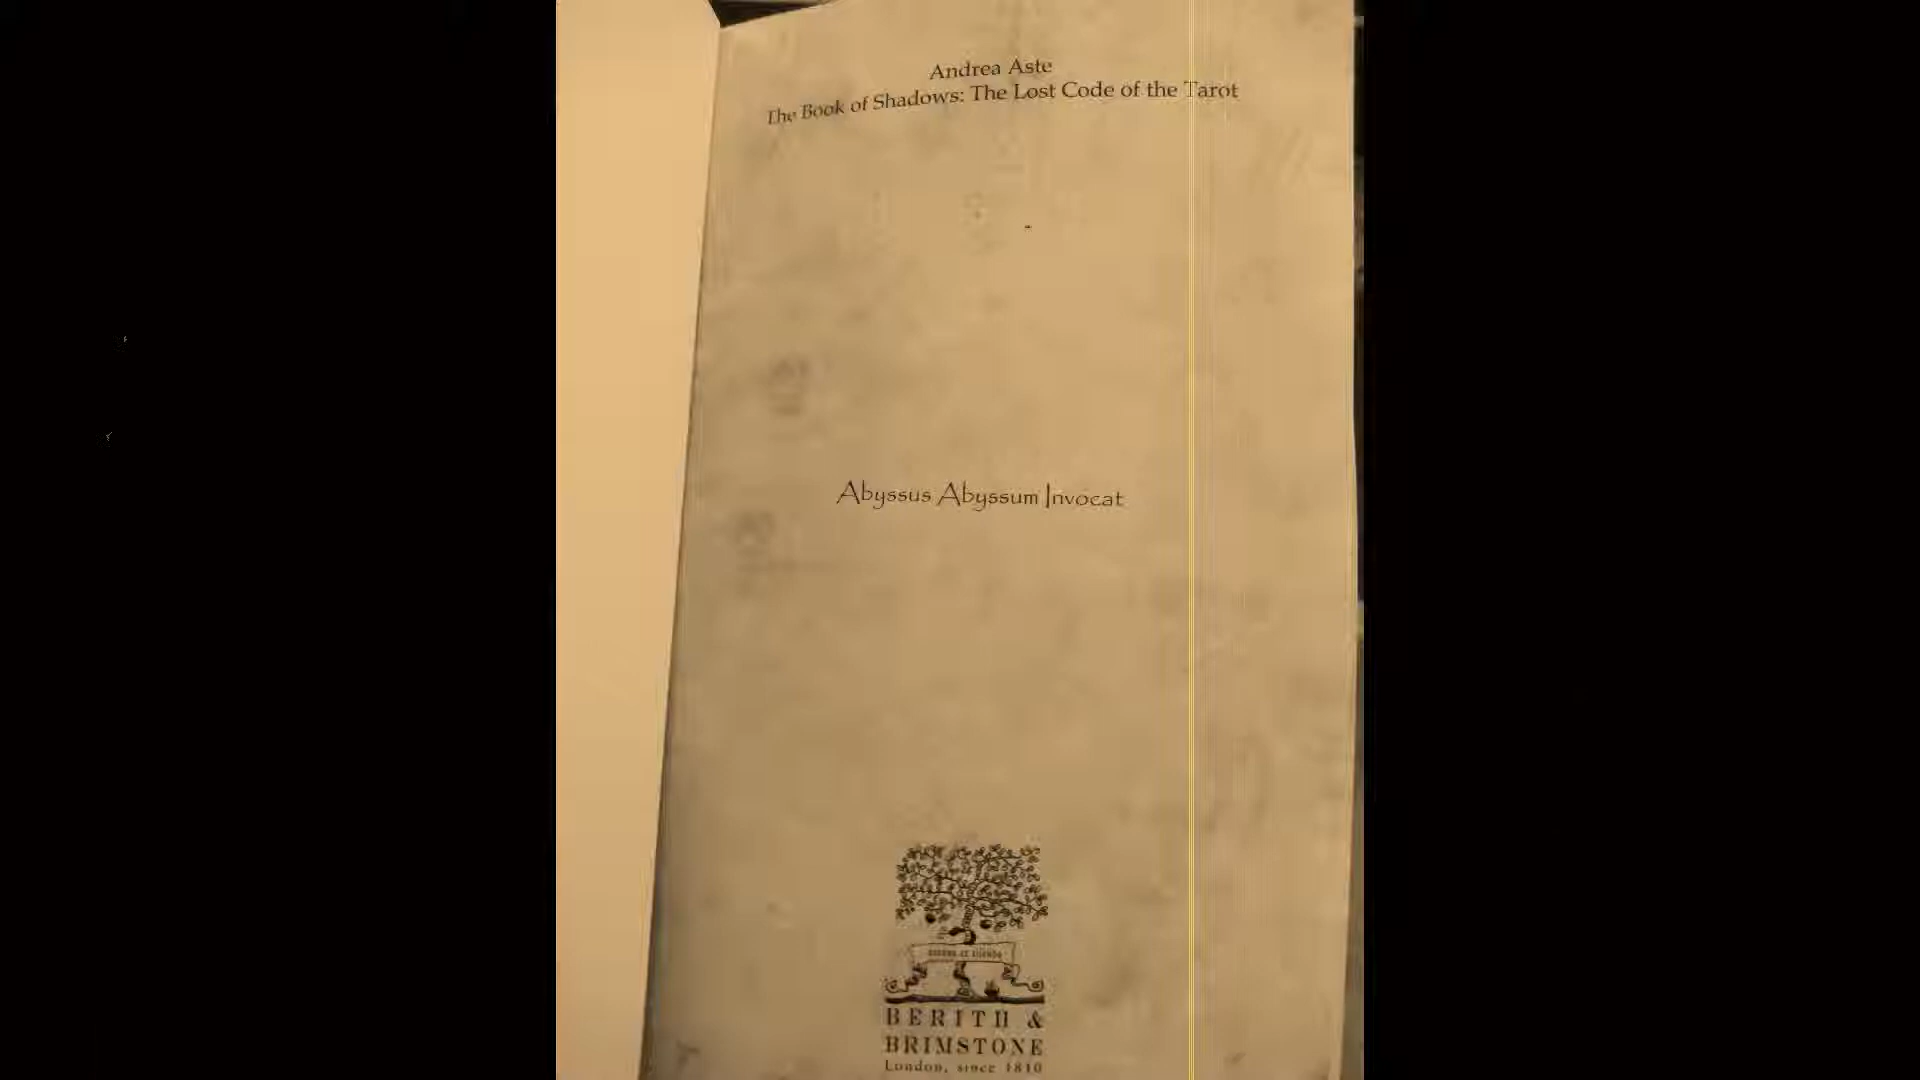 Andrea Aste
The Book of Shadows: The Lost Code of the Tarot
Abyssus Abyssum Invocat
BERITH &
BRIMSTONE
London, since 1810